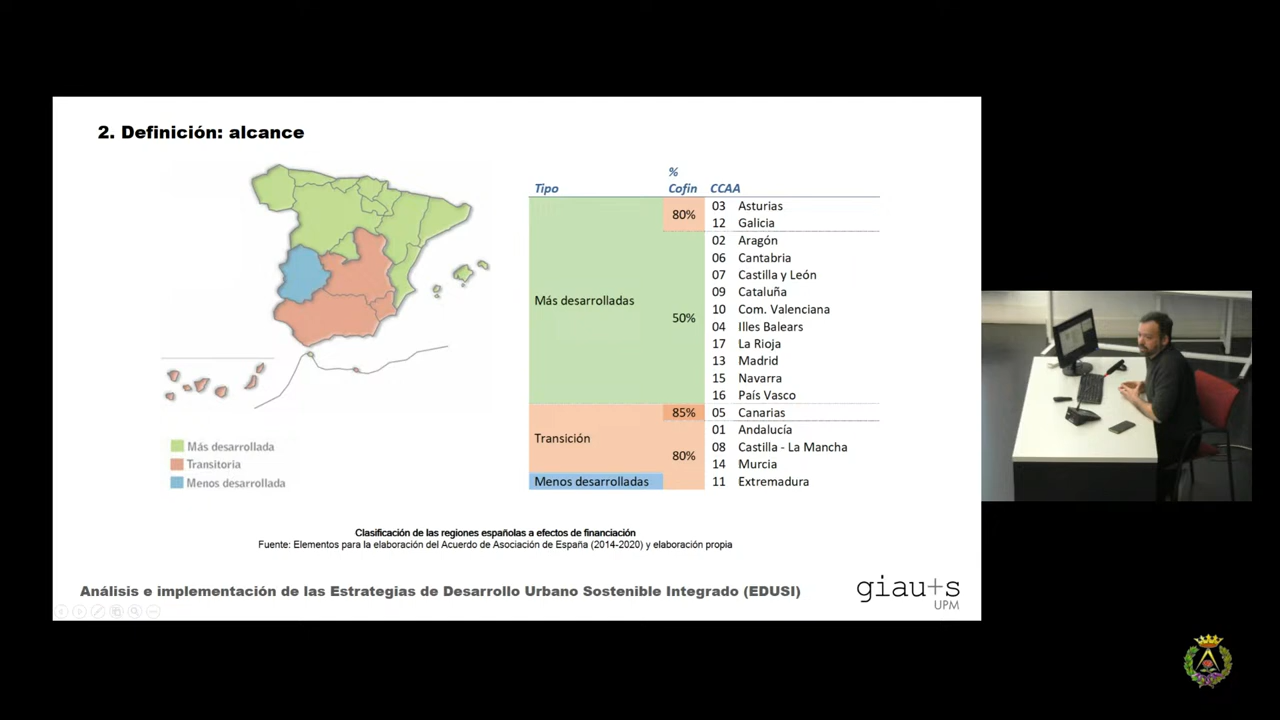 2. Definición: alcance
Más desarrollada
Transitoria
Menos desarrollada
%
Tipo Cofin CCAA
Más desarrolladas
80%
03 Asturias
12 Galicia
50%
02 Aragón
06 Cantabria
07 Castilla y León
09 Cataluña
10 Com. Valenciana
04 Illes Balears
17 La Rioja
13 Madrid
15 Navarra
16 País Vasco
Transición
85%
05 Canarias
80%
01 Andalucía
08 Castilla - La Mancha
14 Murcia
Menos desarrolladas
11 Extremadura
Clasificación de las regiones españolas a efectos de financiación
Fuente: Elementos para la elaboración del Acuerdo de Asociación de España (2014-2020) y elaboración propia
Análisis e implementación de las Estrategias de Desarrollo Urbano Sostenible Integrado (EDUSI)
giau+s
UPM